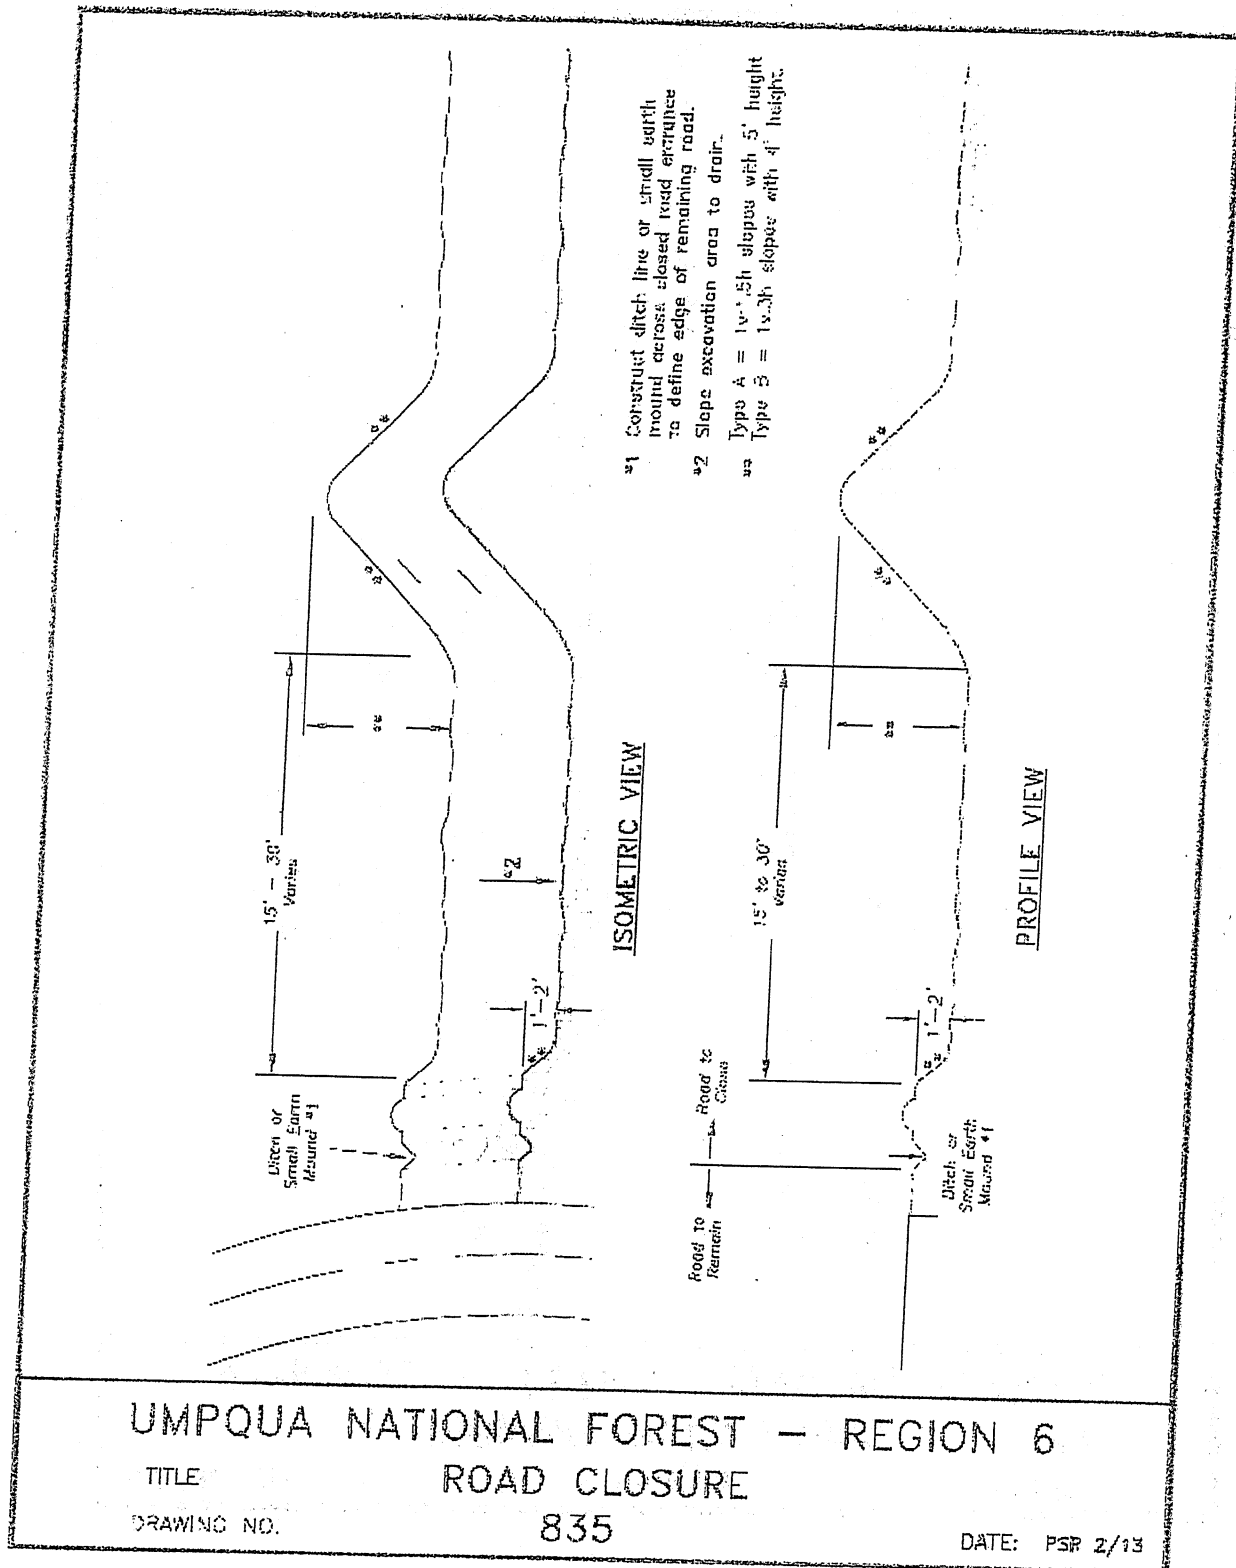 *1 Construct ditch line or small earth
mound across closed road entrance
to define edge of remaining road.
*2 Slope excavation area to drain.
** Type A = 1v:1.5h slopes with 5' height
Type B = 1v:3h slopes with 4' height.
**
**
**
15' - 30'
Varies
*2
1'-2'
**
Ditch or
Small Earth
Mound *1
ISOMETRIC VIEW
**
**
**
15' to 30'
Varies
1'-2'
**
Road to
Close
Road to
Remain
Ditch or
Small Earth
Mound *1
PROFILE VIEW
UMPQUA NATIONAL FOREST - REGION 6
TITLE ROAD CLOSURE
DRAWING NO. 835 DATE: PSR 2/13